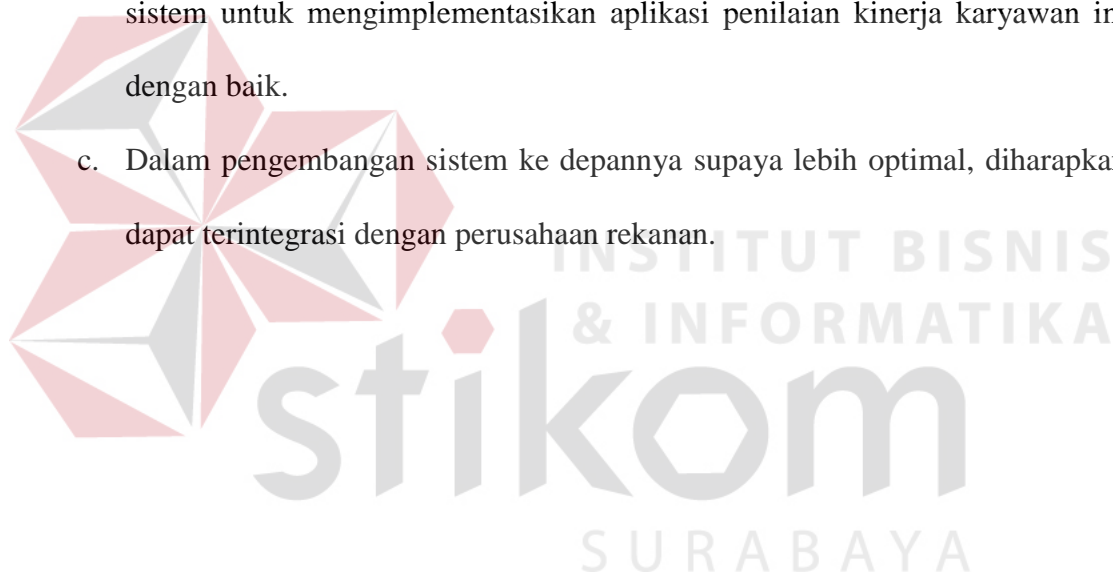 sistem untuk mengimplementasikan aplikasi penilaian kinerja karyawan in
dengan baik.
c. Dalam pengembangan sistem ke depannya supaya lebih optimal, diharapkan
dapat terintegrasi dengan perusahaan rekanan.
INSTITUT BISNIS
& INFORMATIKA
stikom
SURABAYA